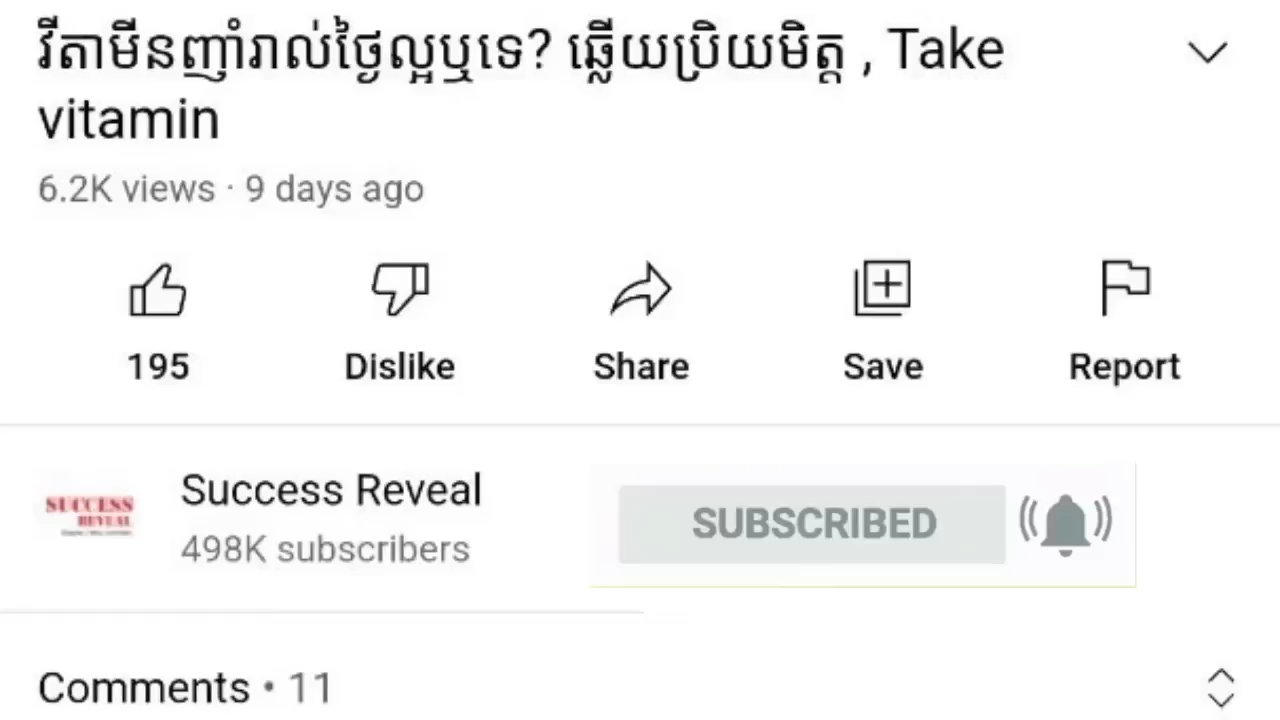 វីតាមីនញ៉ាំរាល់ថ្ងៃល្អឬទេ? ឆ្លើយប្រិយមិត្ត , Take
vitamin
6.2K views · 9 days ago
195 Dislike Share Save Report
SUCCESS
REVEAL
Success Reveal
498K subscribers
SUBSCRIBED
Comments • 11